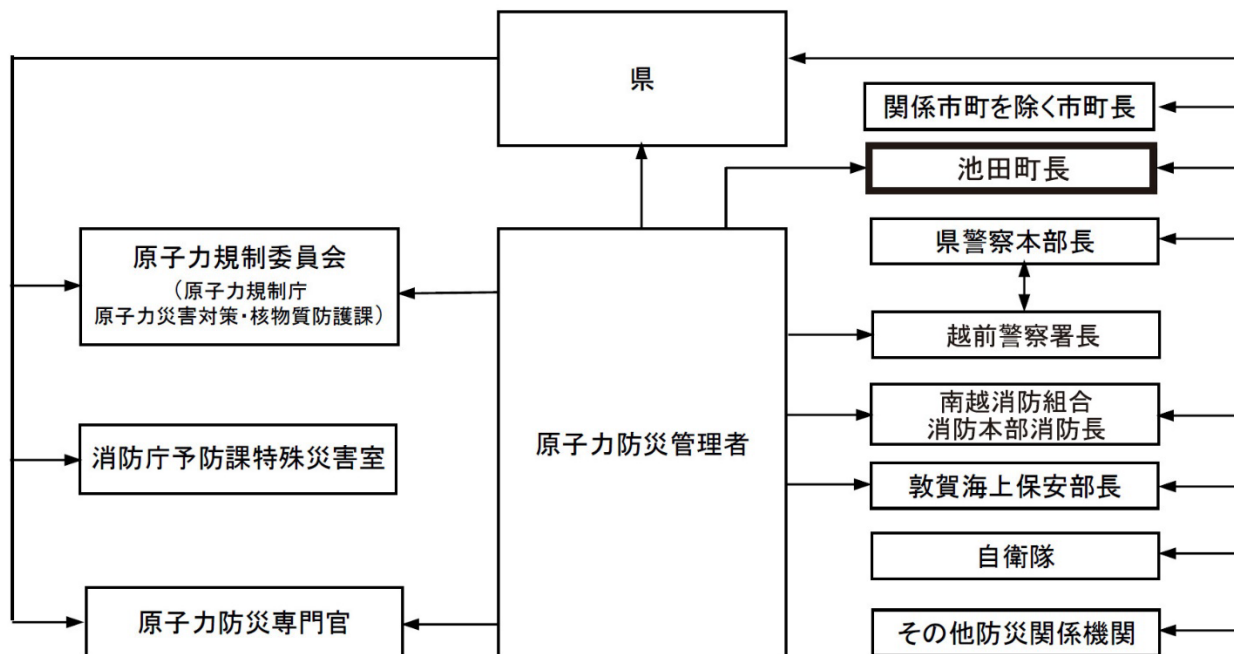 県
関係市町を除く市町長
池田町長
県警察本部長
原子力規制委員会
（原子力規制庁
原子力災害対策・核物質防護課）
越前警察署長
南越消防組合
消防本部消防長
原子力防災管理者
消防庁予防課特殊災害室
敦賀海上保安部長
自衛隊
原子力防災専門官
その他防災関係機関